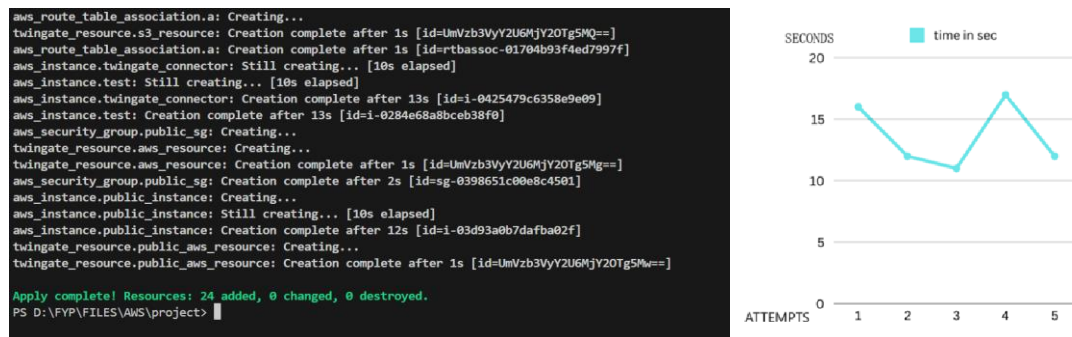 aws_route_table_association.a: Creating...
twingate_resource.s3_resource: Creation complete after 1s [id=UmVzb3VyY2U6MjY2OTg5MQ==]
aws_route_table_association.a: Creation complete after 1s [id=rtbassoc-01704b93f4ed7997f]
aws_instance.twingate_connector: Still creating... [10s elapsed]
aws_instance.test: Still creating... [10s elapsed]
aws_instance.twingate_connector: Creation complete after 13s [id=i-0425479c6358e9e09]
aws_instance.test: Creation complete after 13s [id=i-0284e68a8bceb38f0]
aws_security_group.public_sg: Creating...
twingate_resource.aws_resource: Creating...
twingate_resource.aws_resource: Creation complete after 1s [id=UmVzb3VyY2U6MjY2OTg5Mg==]
aws_security_group.public_sg: Creation complete after 2s [id=sg-0398651c00e8c4501]
aws_instance.public_instance: Creating...
aws_instance.public_instance: Still creating... [10s elapsed]
aws_instance.public_instance: Creation complete after 12s [id=i-03d93a0b7dafba02f]
twingate_resource.public_aws_resource: Creating...
twingate_resource.public_aws_resource: Creation complete after 1s [id=UmVzb3VyY2U6MjY2OTg5Mw==]
Apply complete! Resources: 24 added, 0 changed, 0 destroyed.
PS D:\FYP\FILES\AWS\project>
SECONDS
time in sec
20
15
10
5
0
ATTEMPTS 1 2 3 4 5